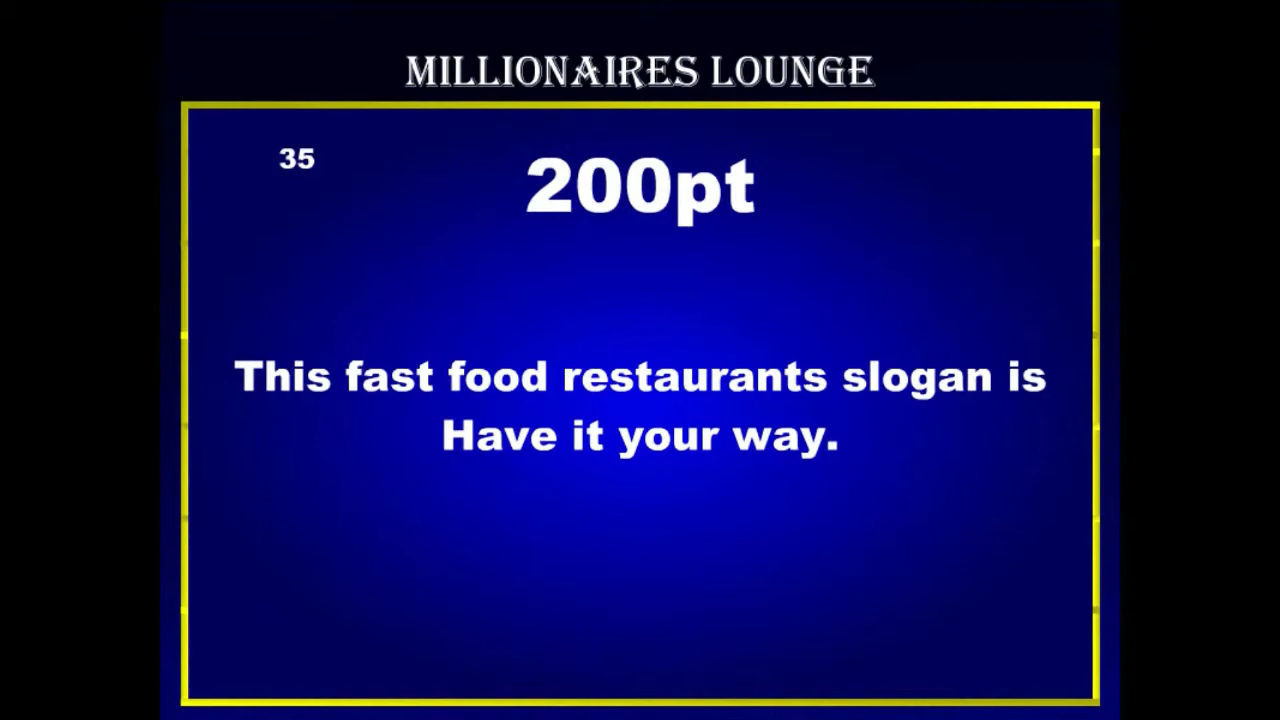 MILLIONAIRES LOUNGE
35
200pt
This fast food restaurants slogan is
Have it your way.